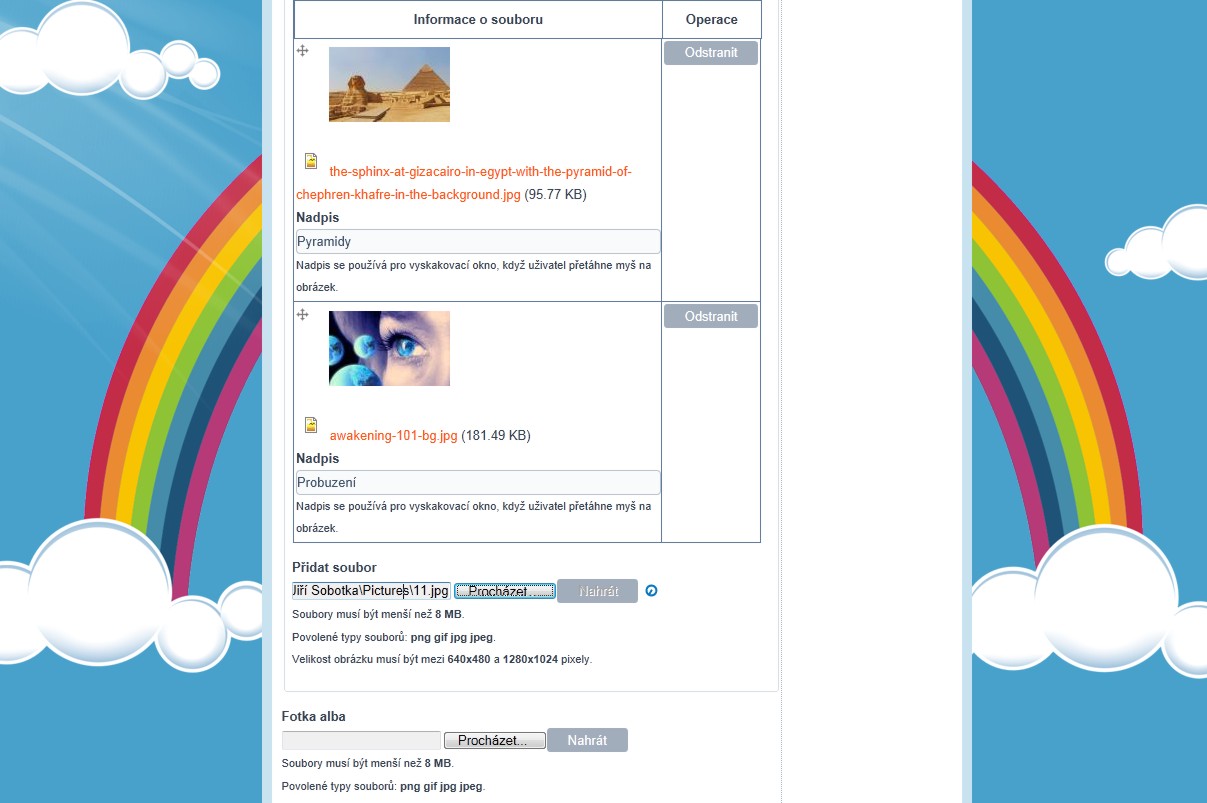 Informace o souboru
Operace
Odstranit
the-sphinx-at-gizacairo-in-egypt-with-the-pyramid-of-
chephren-khafre-in-the-background.jpg (95.77 KB)
Nadpis
Pyramidy
Nadpis se používá pro vyskakovací okno, když uživatel přetáhne myš na
obrázek.
Odstranit
awakening-101-bg.jpg (181.49 KB)
Nadpis
Probuzení
Nadpis se používá pro vyskakovací okno, když uživatel přetáhne myš na
obrázek.
Přidat soubor
Jiří Sobotka\Pictures\11.jpg Procházet... Nahrát
Soubory musí být menší než 8 MB.
Povolené typy souborů: png gif jpg jpeg.
Velikost obrázku musí být mezi 640x480 a 1280x1024 pixely.
Fotka alba
Procházet... Nahrát
Soubory musí být menší než 8 MB.
Povolené typy souborů: png gif jpg jpeg.